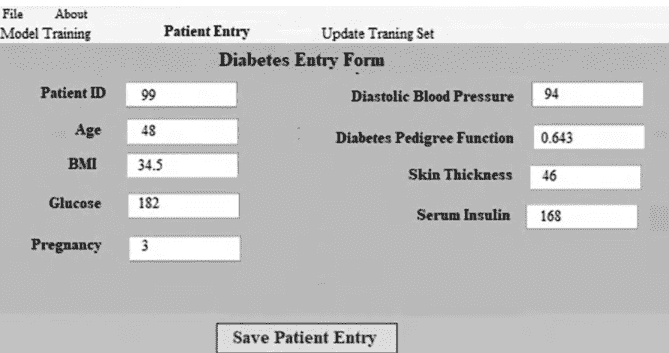 File About
Model Training Patient Entry Update Traning Set
Diabetes Entry Form
Patient ID 99
Age 48
BMI 34.5
Glucose 182
Pregnancy 3
Diastolic Blood Pressure 94
Diabetes Pedigree Function 0.643
Skin Thickness 46
Serum Insulin 168
Save Patient Entry